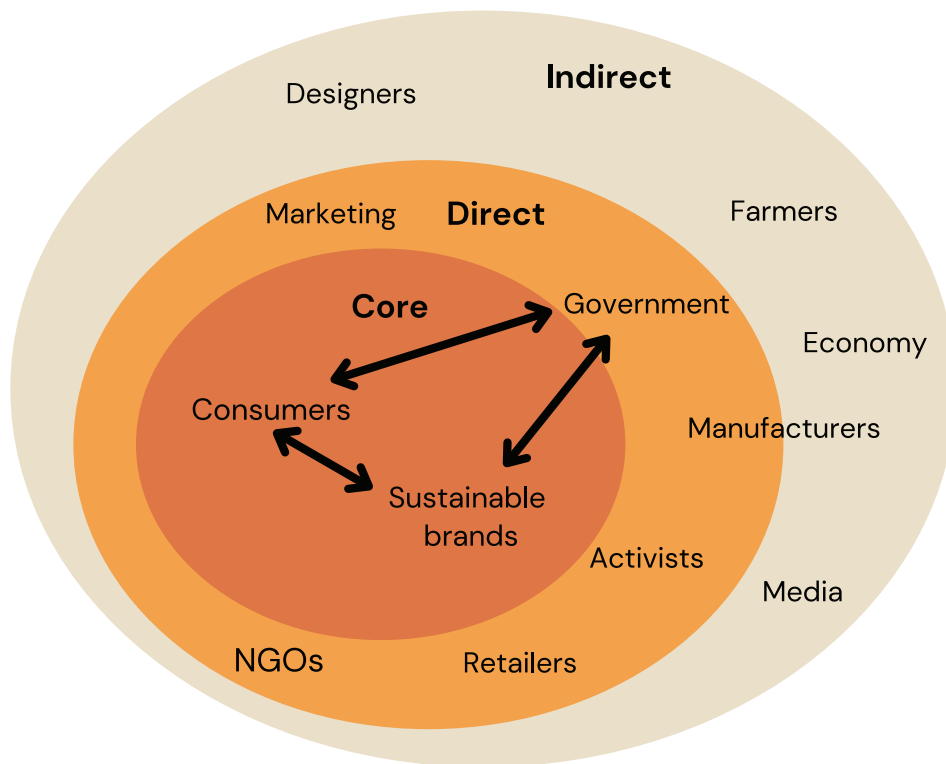 Indirect
Designers
Farmers
Marketing
Direct
Core
Government
Economy
Consumers
Manufacturers
Sustainable
brands
Activists
Media
NGOs
Retailers